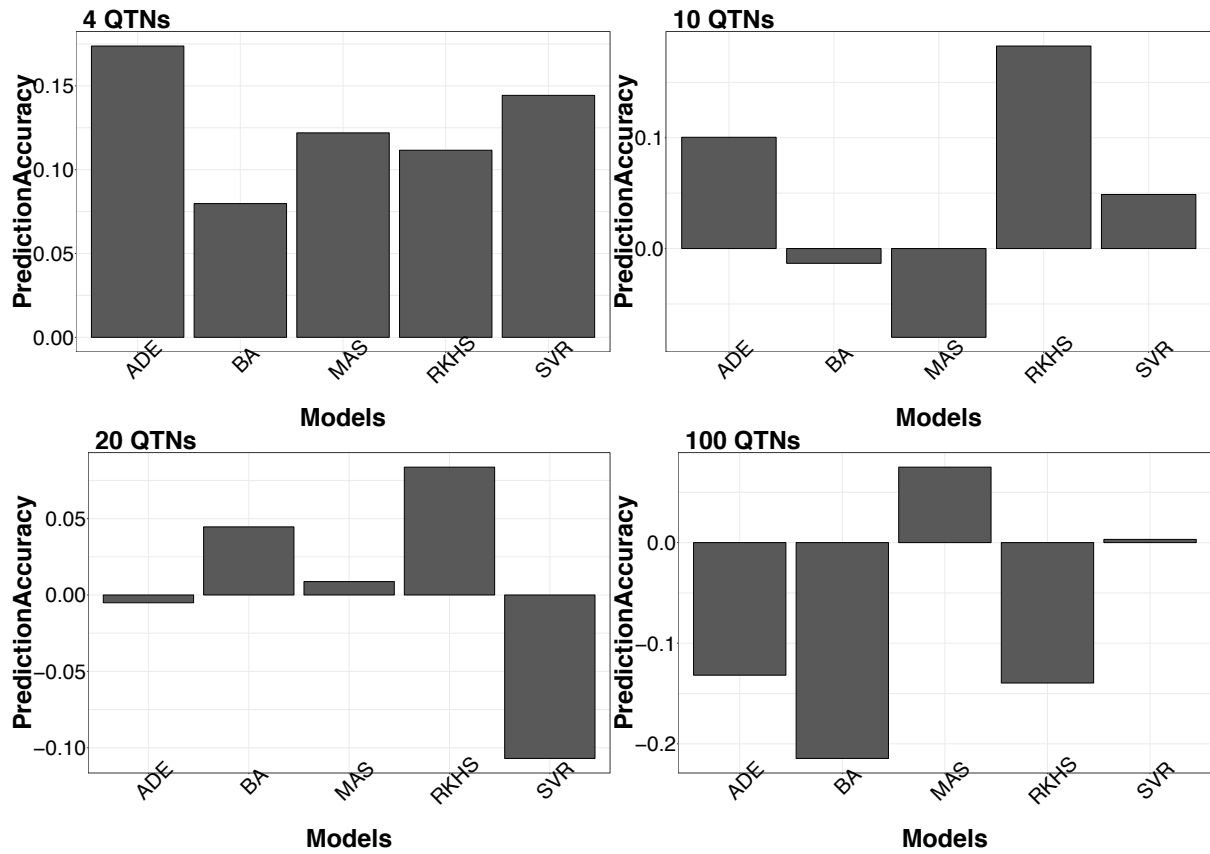 4 QTNs
PredictionAccuracy
0.15
0.10
0.05
0.00
ADE BA MAS RKHS SVR
Models
10 QTNs
PredictionAccuracy
0.1
0.0
ADE BA MAS RKHS SVR
20 QTNs
PredictionAccuracy
0.05
0.00
−0.05
−0.10
ADE BA MAS RKHS SVR
Models
100 QTNs
PredictionAccuracy
0.0
−0.1
−0.2
ADE BA MAS RKHS SVR
Models